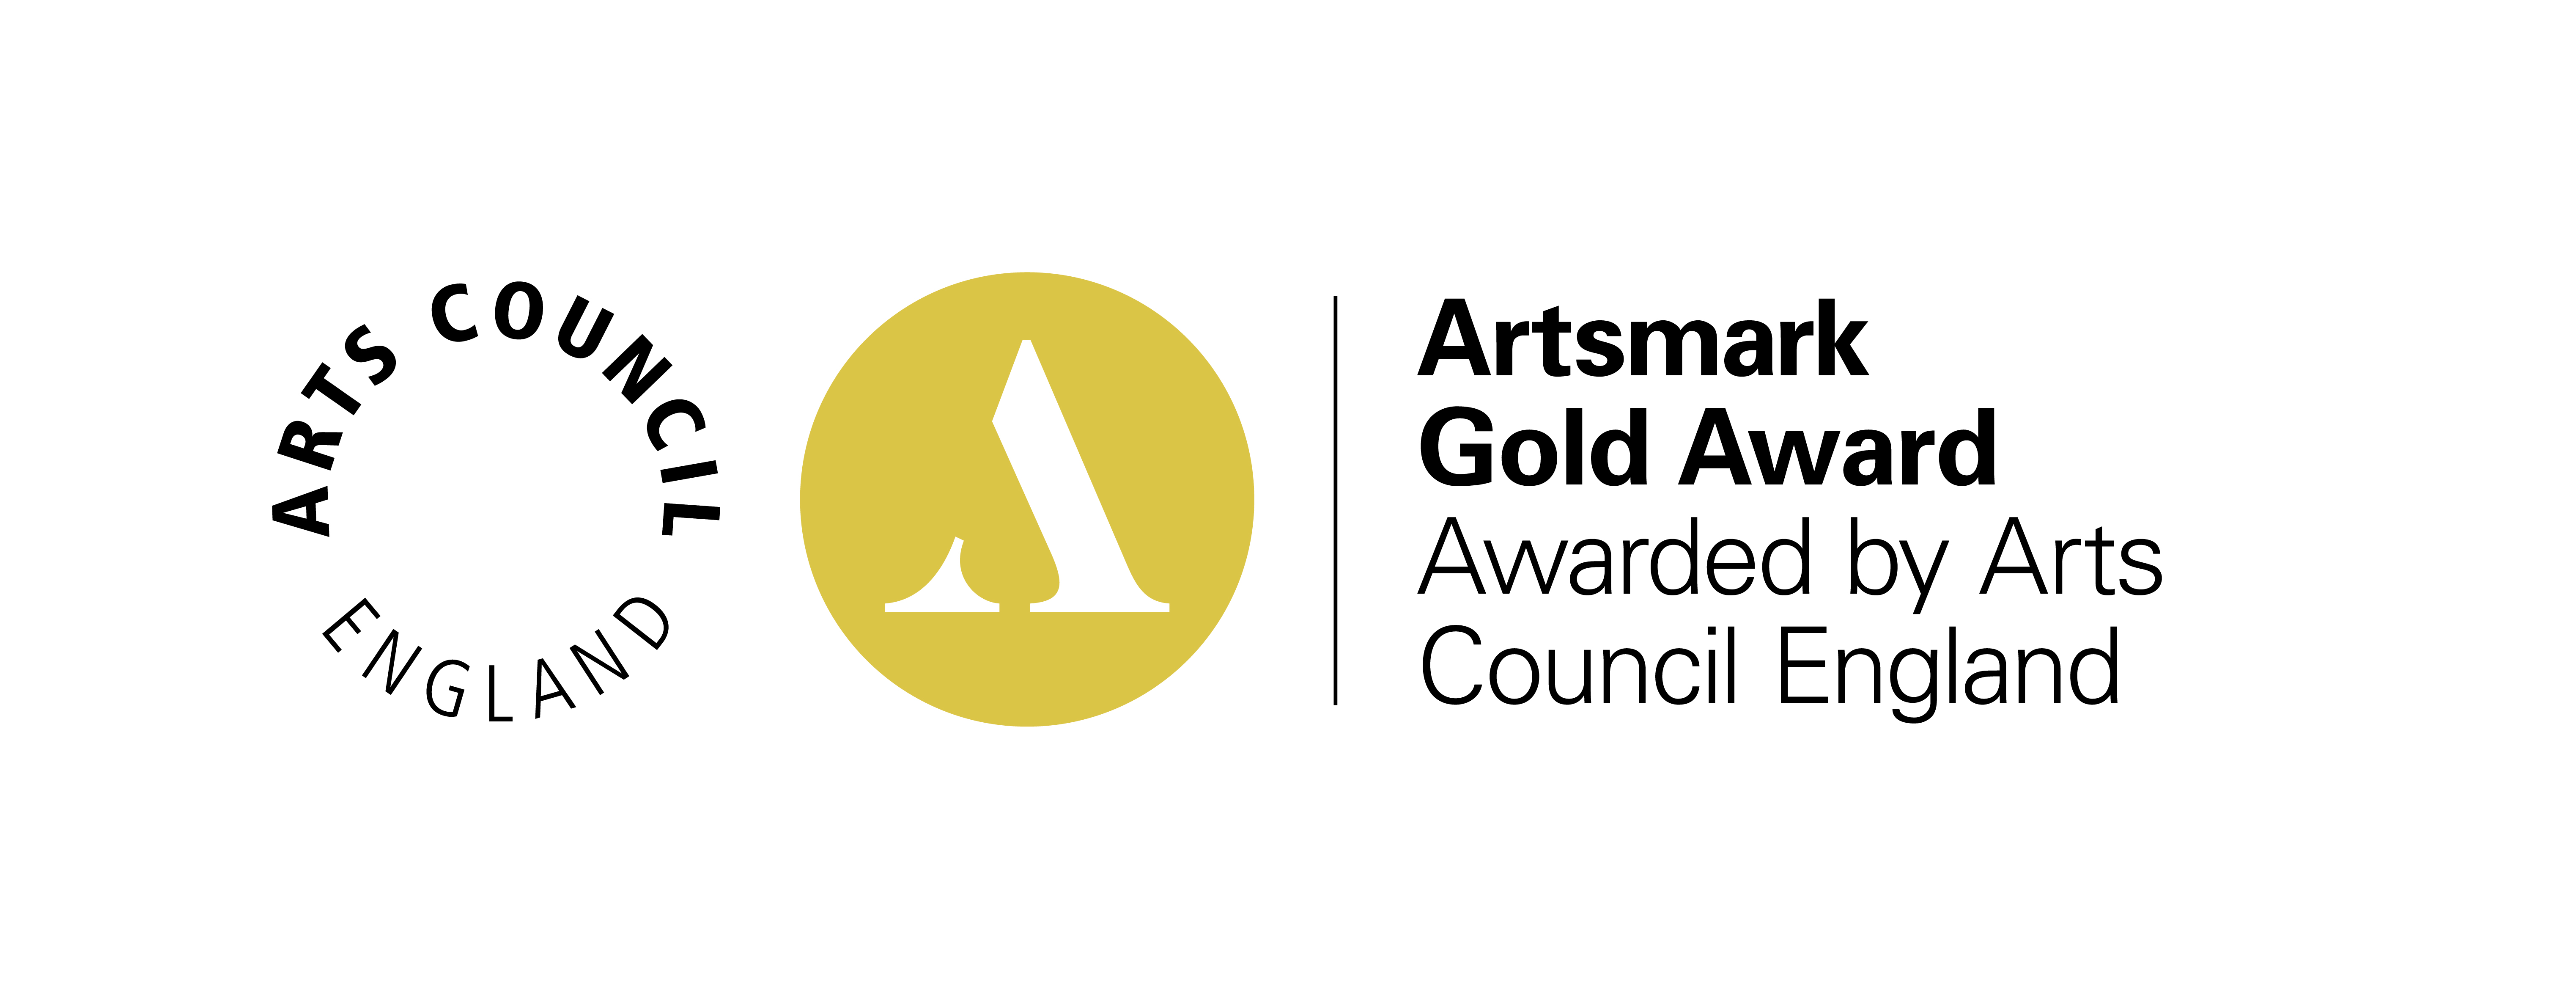 ARTS COUNCIL
ENGLAND
A
Artsmark
Gold Award
Awarded by Arts
Council England